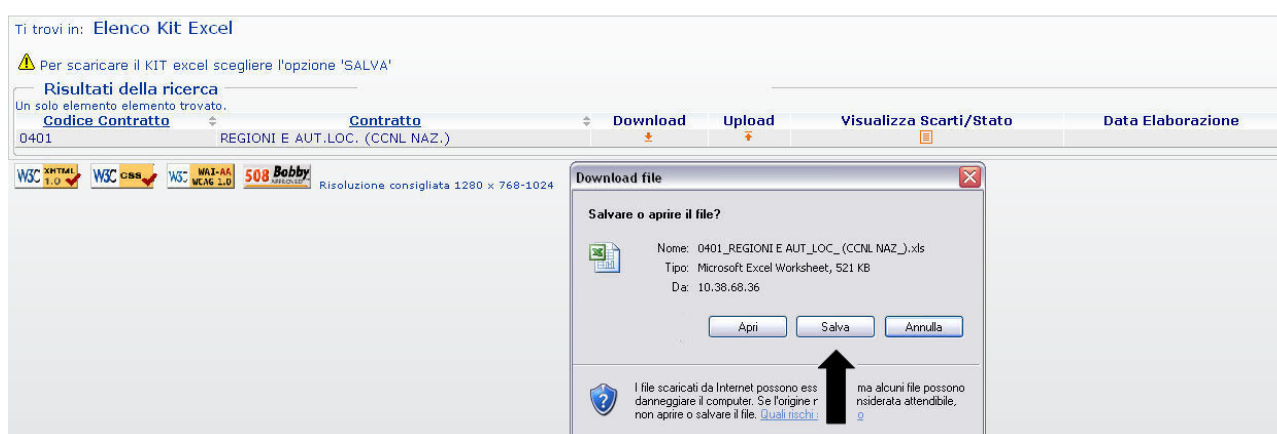 Ti trovi in: Elenco Kit Excel
Per scaricare il KIT excel scegliere l'opzione 'SALVA'
Risultati della ricerca
Un solo elemento elemento trovato.
Codice Contratto Contratto Download Upload Visualizza Scarti/Stato Data Elaborazione
0401 REGIONI E AUT.LOC. (CCNL NAZ.)
W3C XHTML 1.0 W3C css W3C WAI-AA WCAG 1.0 508 Bobby APPROVED Risoluzione consigliata 1280 x 768-1024
Download file
Salvare o aprire il file?
Nome: 0401_REGIONI E AUT_LOC_ (CCNL NAZ_).xls
Tipo: Microsoft Excel Worksheet, 521 KB
Da: 10.38.68.36
Apri Salva Annulla
I file scaricati da Internet possono ess ma alcuni file possono
danneggiare il computer. Se l'origine n nsiderata attendibile,
non aprire o salvare il file. Quali rischi o